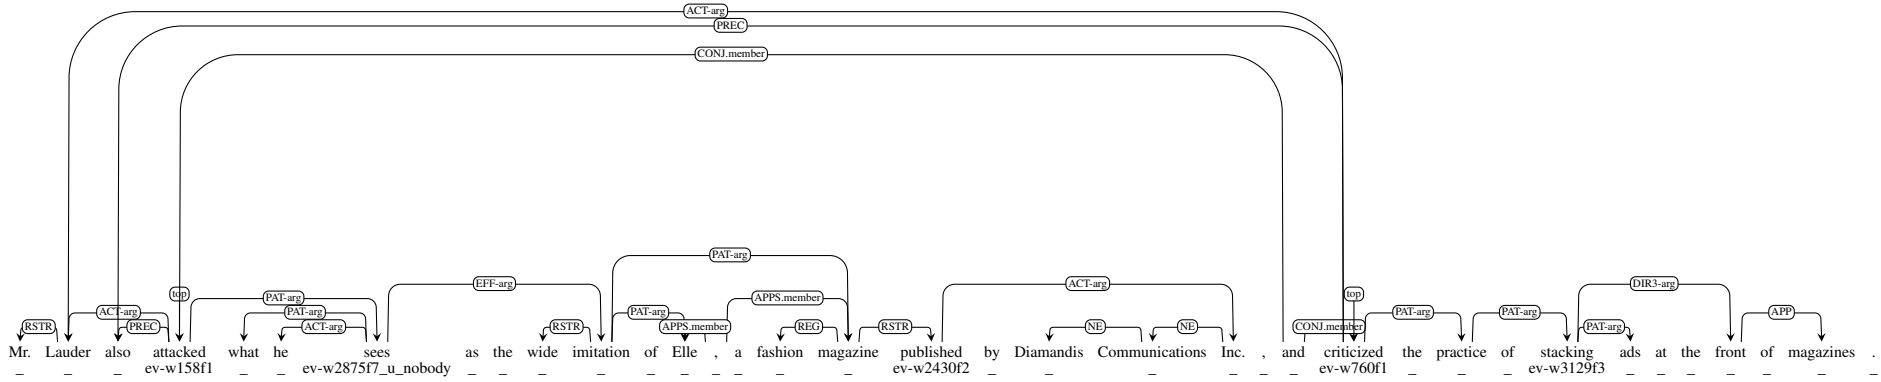 ACT-arg
PREC
CONJ.member
PAT-arg
EFF-arg ACT-arg DIR3-arg
top PAT-arg APPS.member top
ACT-arg PAT-arg PAT-arg PAT-arg PAT-arg APP
RSTR PREC ACT-arg RSTR APPS.member REG RSTR NE NE CONJ.member PAT-arg
Mr. Lauder also attacked what he sees as the wide imitation of Elle , a fashion magazine published by Diamandis Communications Inc. , and criticized the practice of stacking ads at the front of magazines .
_ _ _ ev-w158f1 _ _ ev-w2875f7_u_nobody _ _ _ _ _ _ _ _ _ _ ev-w2430f2 _ _ _ _ _ _ ev-w760f1 _ _ _ ev-w3129f3 _ _ _ _ _ _ _